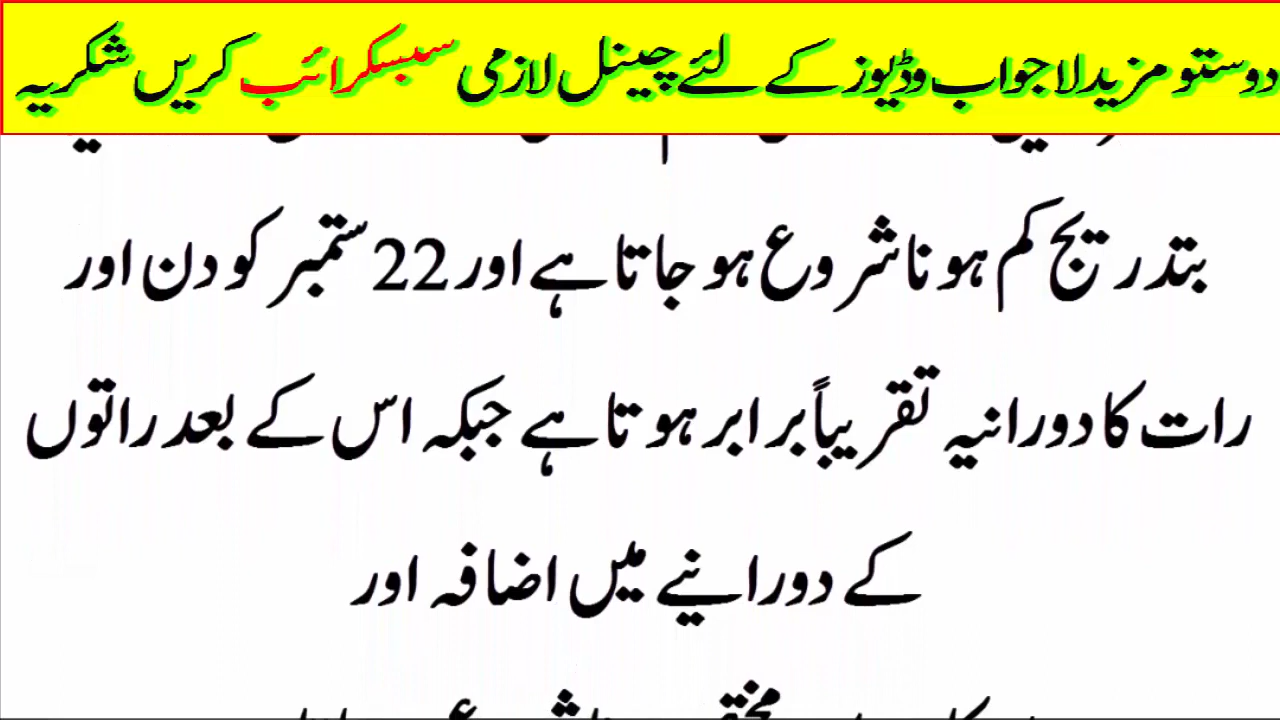 دوستو مزید لاجواب وڈیوز کے لئے چینل لازمی سبسکرائب کریں شکریہ
بتدریج کم ہونا شروع ہو جاتا ہے اور 22 ستمبر کو دن اور
رات کا دورانیہ تقریباً برابر ہوتا ہے جبکہ اس کے بعد راتوں
کے دورانیے میں اضافہ اور